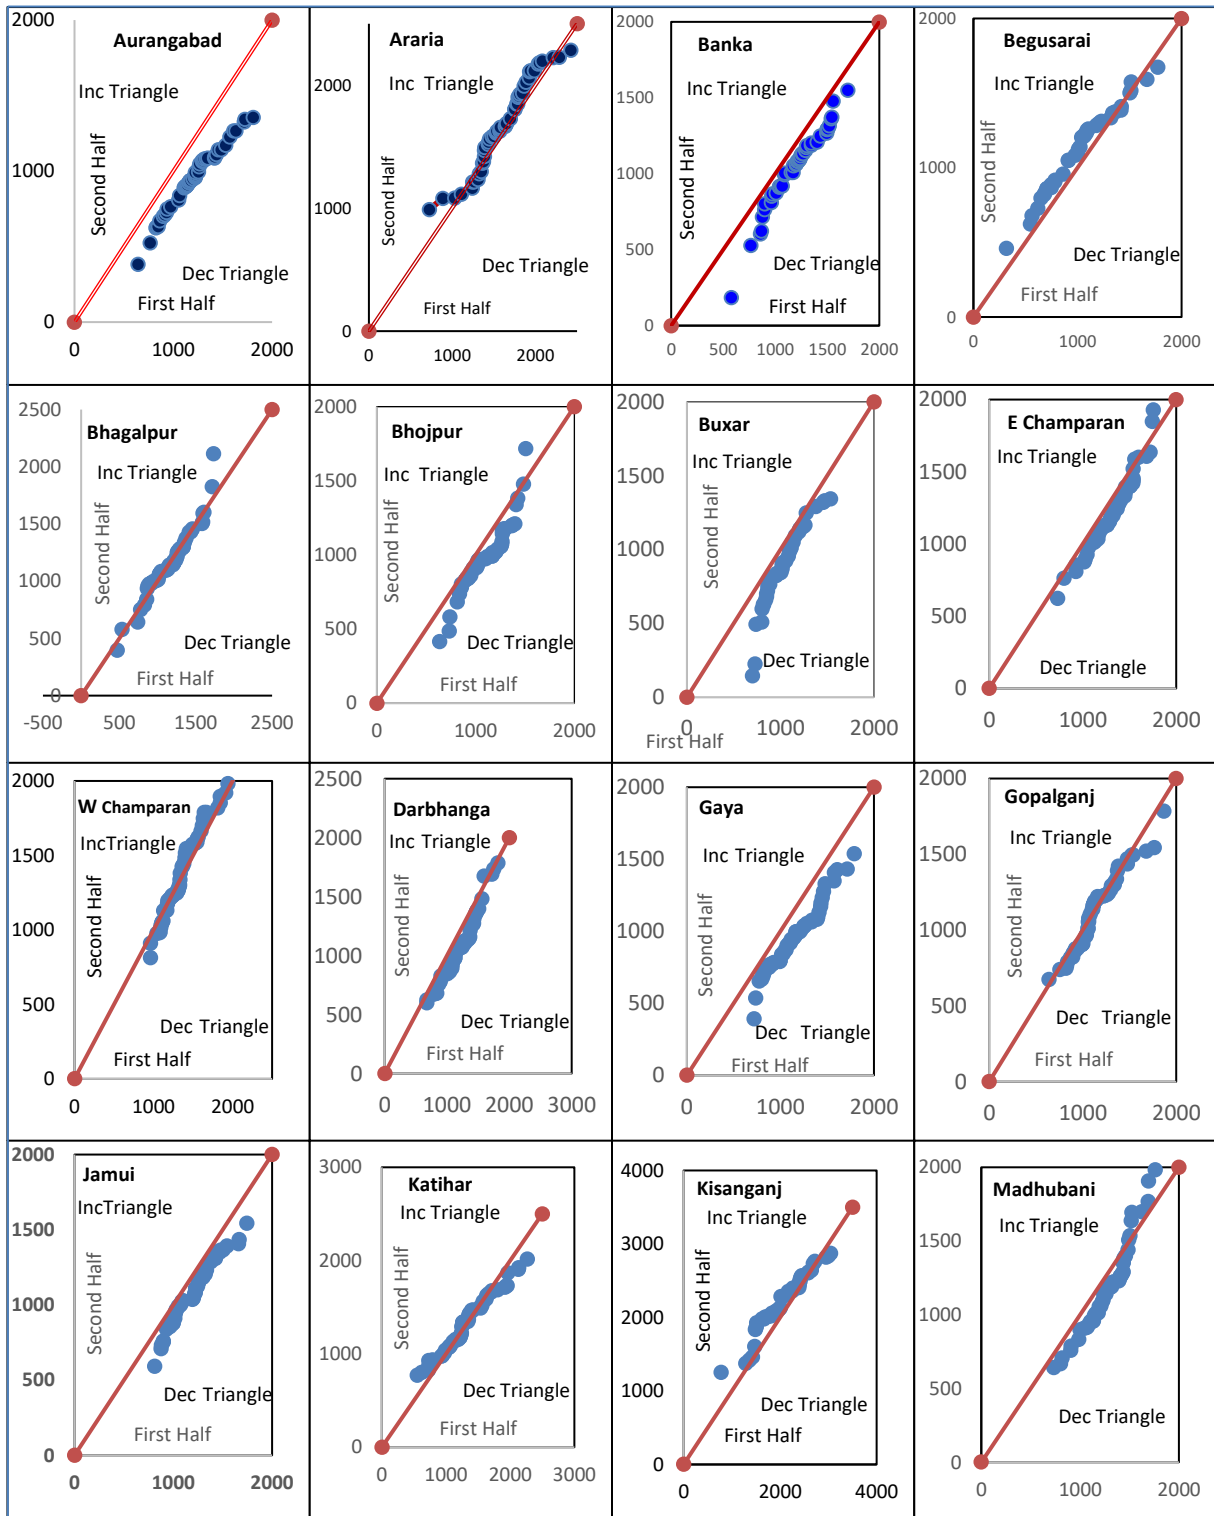 Aurangabad
Inc Triangle
Second Half
Dec Triangle
First Half
2000
1000
0
0
1000
2000
Araria
Inc Triangle
Second Half
Dec Triangle
First Half
2000
1000
0
0
1000
2000
Banka
Inc Triangle
Second Half
Dec Triangle
First Half
2000
1500
1000
500
0
0
500
1000
1500
2000
Begusarai
Inc Triangle
Second Half
Dec Triangle
First Half
2000
1000
0
0
1000
2000
Bhagalpur
Inc Triangle
Second Half
Dec Triangle
First Half
2500
2000
1500
1000
500
0
-500
500
1500
2500
Bhojpur
Inc Triangle
Second Half
Dec Triangle
First Half
2000
1500
1000
500
0
0
1000
2000
Buxar
Inc Triangle
Second Half
Dec Triangle
First Half
2000
1500
1000
500
0
0
1000
2000
E Champaran
Inc Triangle
Dec Triangle
2000
1500
1000
500
0
0
1000
2000
W Champaran
IncTriangle
Second Half
Dec Triangle
First Half
2000
1500
1000
500
0
0
1000
2000
Darbhanga
Inc Triangle
Second Half
Dec Triangle
First Half
2500
2000
1500
1000
500
0
0
1000
2000
3000
Gaya
Inc Triangle
Second Half
Dec Triangle
First Half
2000
1500
1000
500
0
0
1000
2000
Gopalganj
Inc Triangle
Second Half
Dec Triangle
First Half
2000
1500
1000
500
0
0
1000
2000
Jamui
IncTriangle
Second Half
Dec Triangle
First Half
2000
1500
1000
500
0
0
1000
2000
Katihar
Inc Triangle
Second Half
Dec Triangle
First Half
3000
2000
1000
0
0
1000
2000
3000
Kisanganj
Inc Triangle
Second Half
Dec Triangle
First Half
4000
3000
2000
1000
0
0
2000
4000
Madhubani
Inc Triangle
Dec Triangle
2000
1500
1000
500
0
0
1000
2000